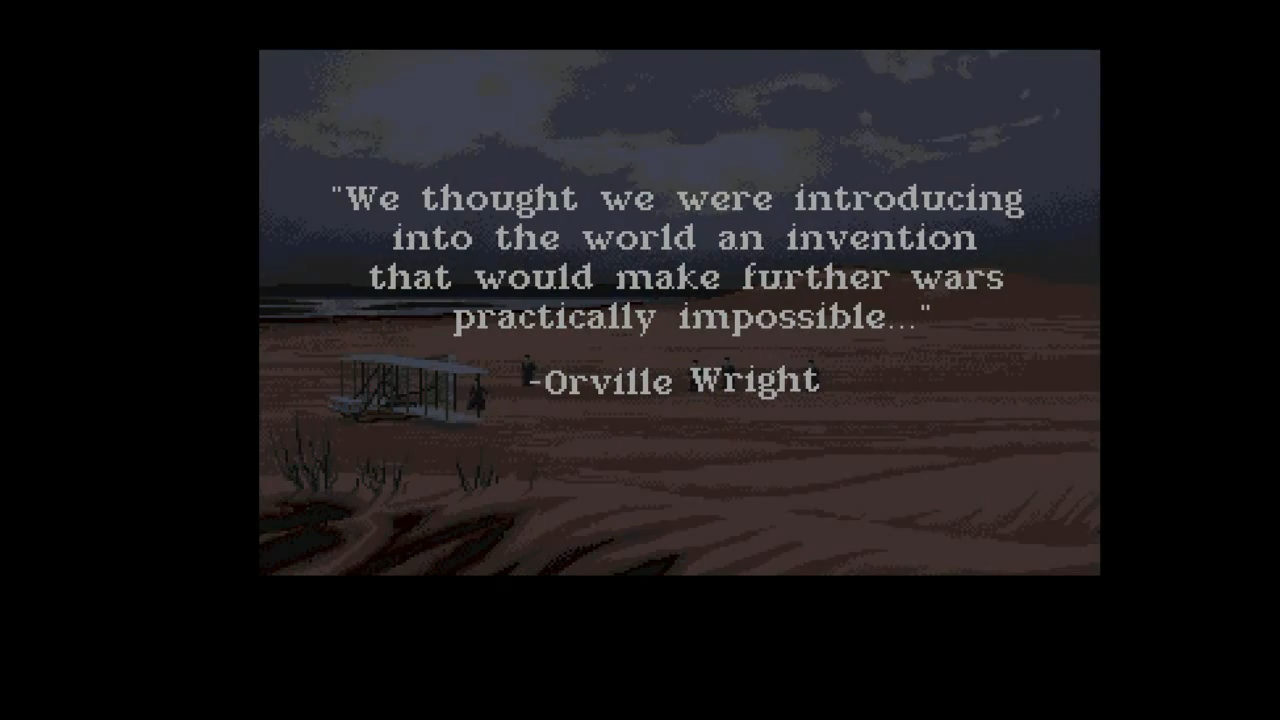 "We thought we were introducing
into the world an invention
that would make further wars
practically impossible..."
-Orville Wright